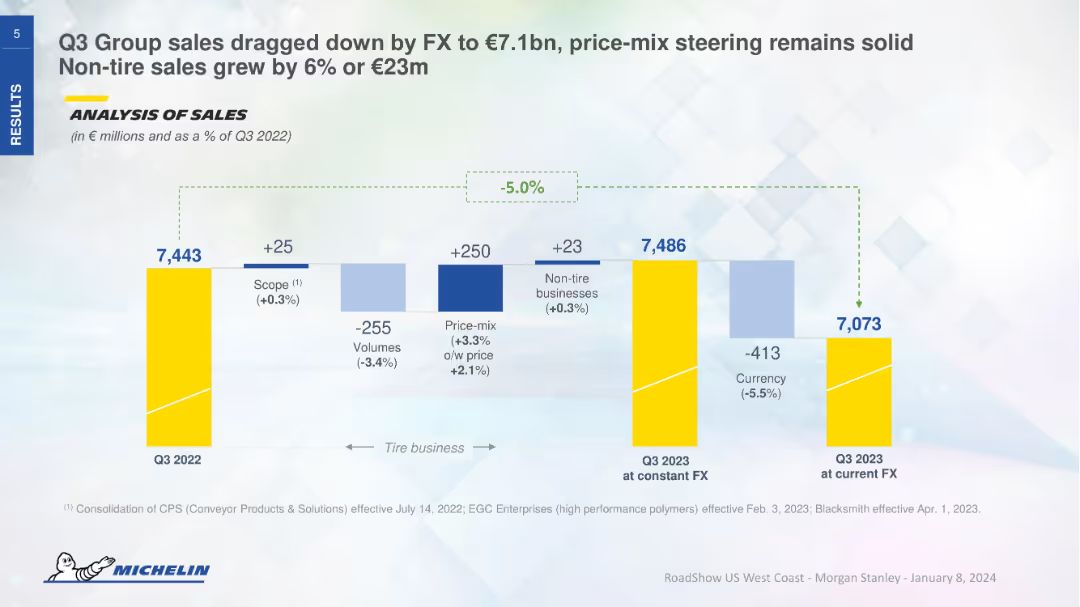 5
RESULTS
Q3 Group sales dragged down by FX to €7.1bn, price-mix steering remains solid
Non-tire sales grew by 6% or €23m
ANALYSIS OF SALES
(in € millions and as a % of Q3 2022)
-5.0%
7,443
+25
Scope (1)
(+0.3%)
-255
Volumes
(-3.4%)
+250
Price-mix
(+3.3%
o/w price
+2.1%)
+23
Non-tire
businesses
(+0.3%)
7,486
-413
Currency
(-5.5%)
7,073
Tire business
Q3 2022
Q3 2023
at constant FX
Q3 2023
at current FX
(1) Consolidation of CPS (Conveyor Products & Solutions) effective July 14, 2022; EGC Enterprises (high performance polymers) effective Feb. 3, 2023; Blacksmith effective Apr. 1, 2023.
MICHELIN
RoadShow US West Coast - Morgan Stanley - January 8, 2024